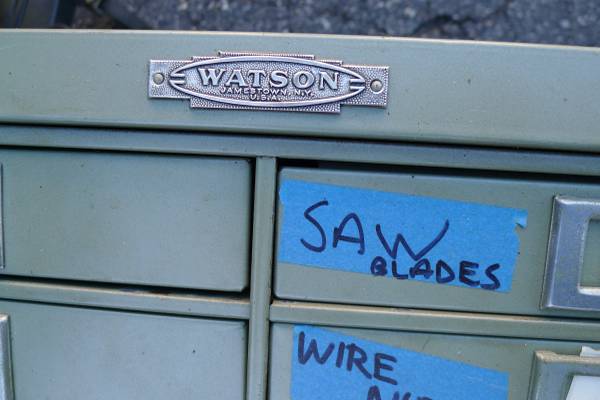 WATSON
JAMESTOWN, N.Y.
U.S.A.
SAW
BLADES
WIRE